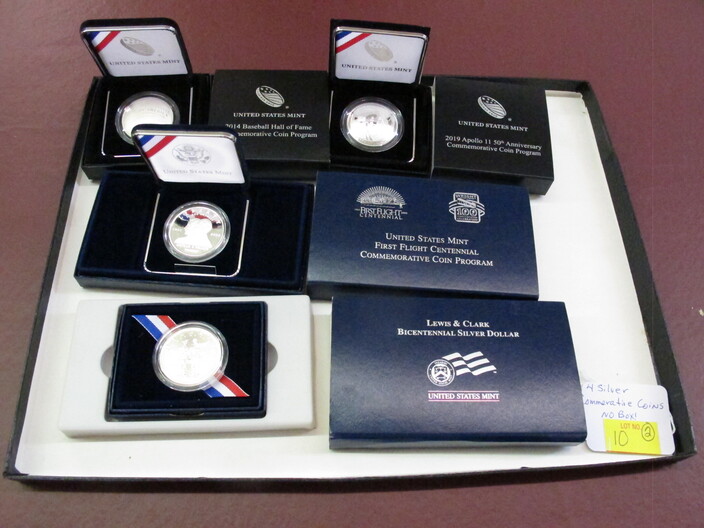 UNITED STATES MINT
UNITED STATES MINT
UNITED STATES MINT
2014 Baseball Hall of Fame
Commemorative Coin Program
UNITED STATES MINT
2019 Apollo 11 50th Anniversary
Commemorative Coin Program
UNITED STATES MINT
FIRST FLIGHT
CENTENNIAL
100
UNITED STATES MINT
FIRST FLIGHT CENTENNIAL
COMMEMORATIVE COIN PROGRAM
LEWIS & CLARK
BICENTENNIAL SILVER DOLLAR
UNITED STATES MINT
4 Silver
Commemorative COINS
NO BOX!
LOT NO.
10 2